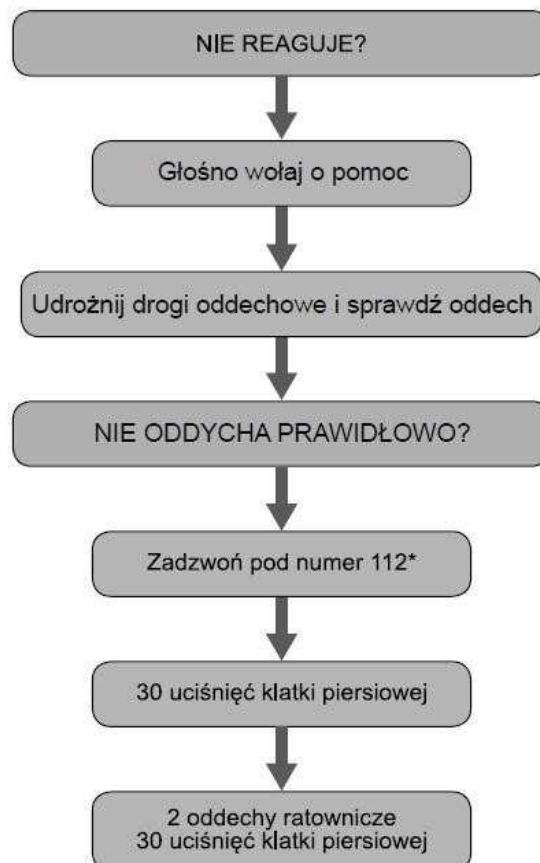 NIE REAGUJE?
Głośno wołaj o pomoc
Udrożnij drogi oddechowe i sprawdź oddech
NIE ODDYCHA PRAWIDŁOWO?
Zadzwoń pod numer 112*
30 uciśnięć klatki piersiowej
2 oddechy ratownicze
30 uciśnięć klatki piersiowej